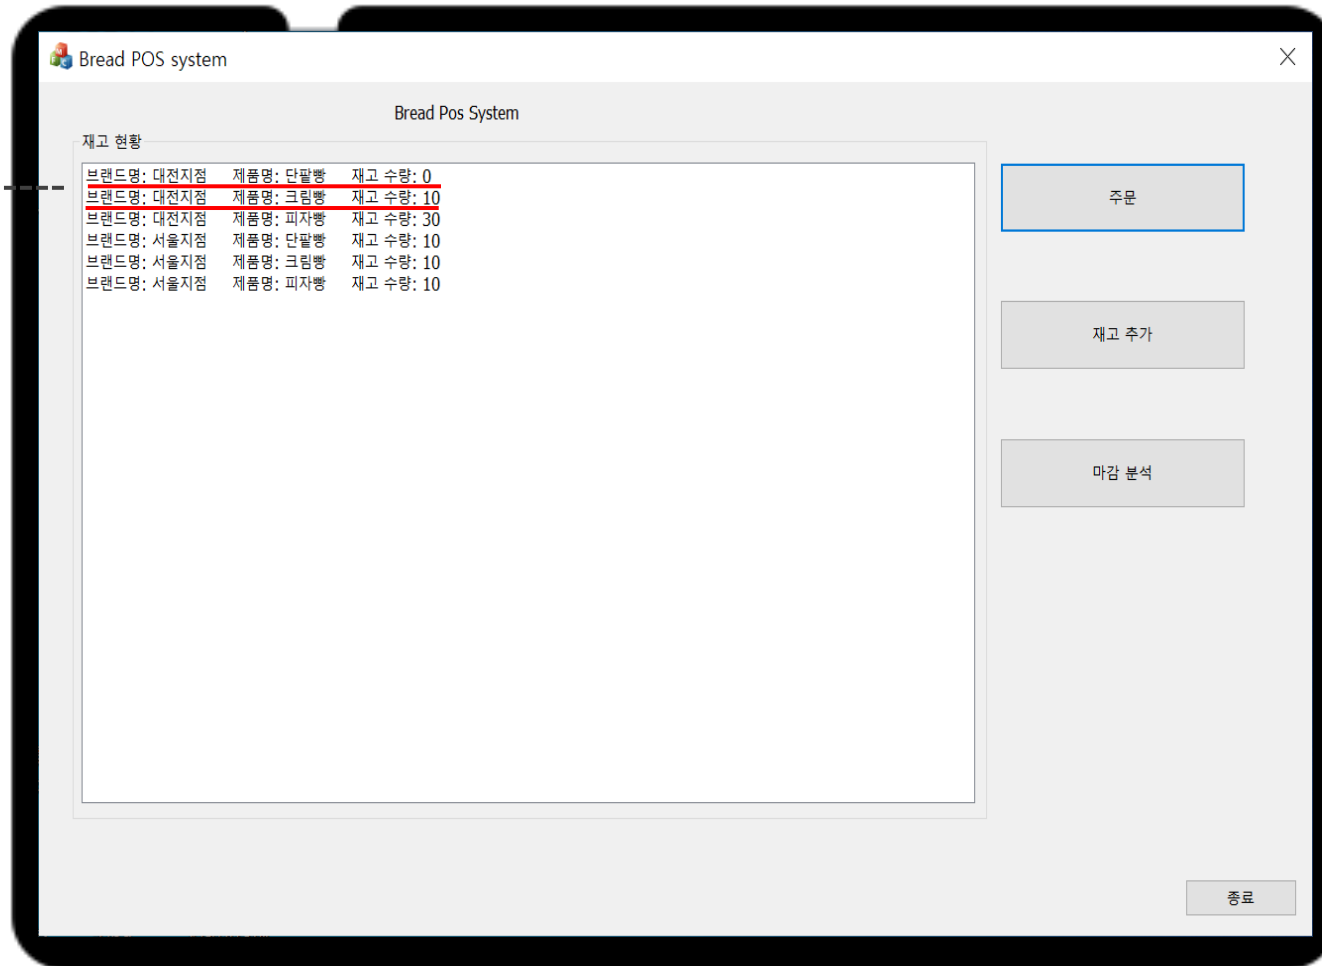 Bread POS system
Bread Pos System
재고 현황
브랜드명: 대전지점 제품명: 단팥빵 재고 수량: 0
브랜드명: 대전지점 제품명: 크림빵 재고 수량: 10
브랜드명: 대전지점 제품명: 피자빵 재고 수량: 30
브랜드명: 서울지점 제품명: 단팥빵 재고 수량: 10
브랜드명: 서울지점 제품명: 크림빵 재고 수량: 10
브랜드명: 서울지점 제품명: 피자빵 재고 수량: 10
주문
재고 추가
마감 분석
종료